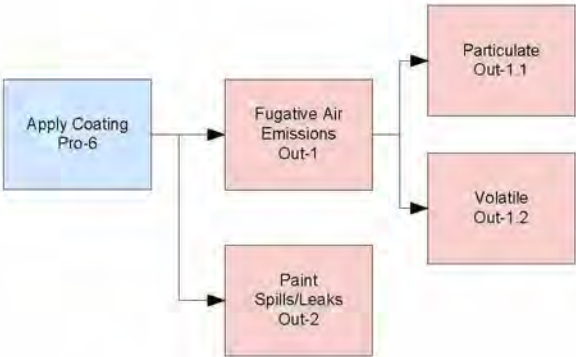 Apply Coating
Pro-6
Fugative Air
Emissions
Out-1
Particulate
Out-1.1
Volatile
Out-1.2
Paint
Spills/Leaks
Out-2